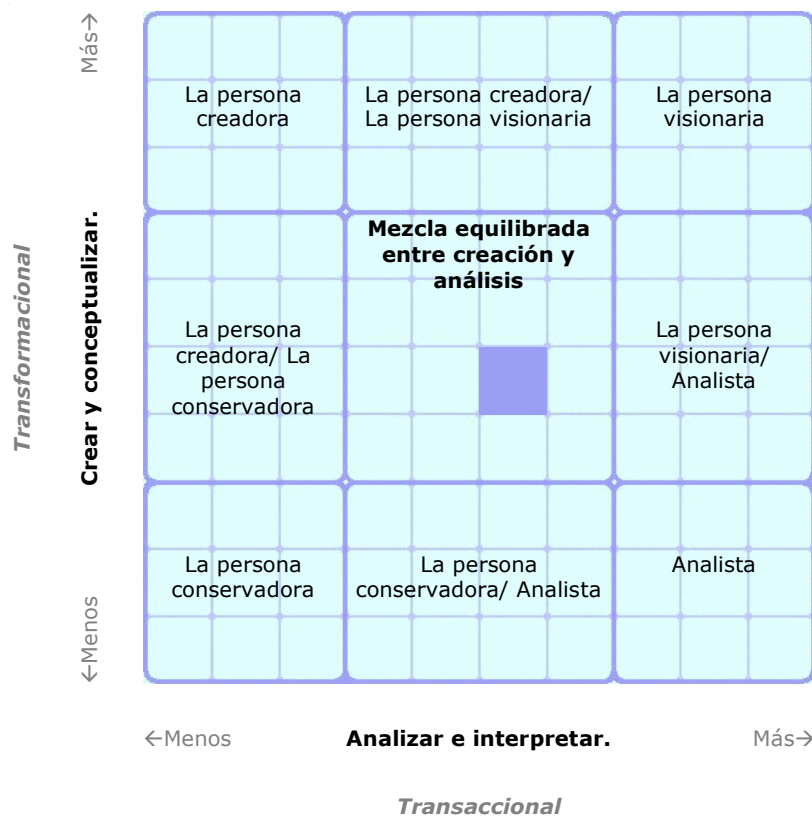 Más→
La persona
creadora
La persona creadora/
La persona visionaria
La persona
visionaria
Mezcla equilibrada
entre creación y
análisis
La persona
creadora/ La
persona
conservadora
La persona
visionaria/
Analista
Transformacional
Crear y conceptualizar.
La persona
conservadora
La persona
conservadora/ Analista
Analista
←Menos
←Menos
Analizar e interpretar.
Más→
Transaccional